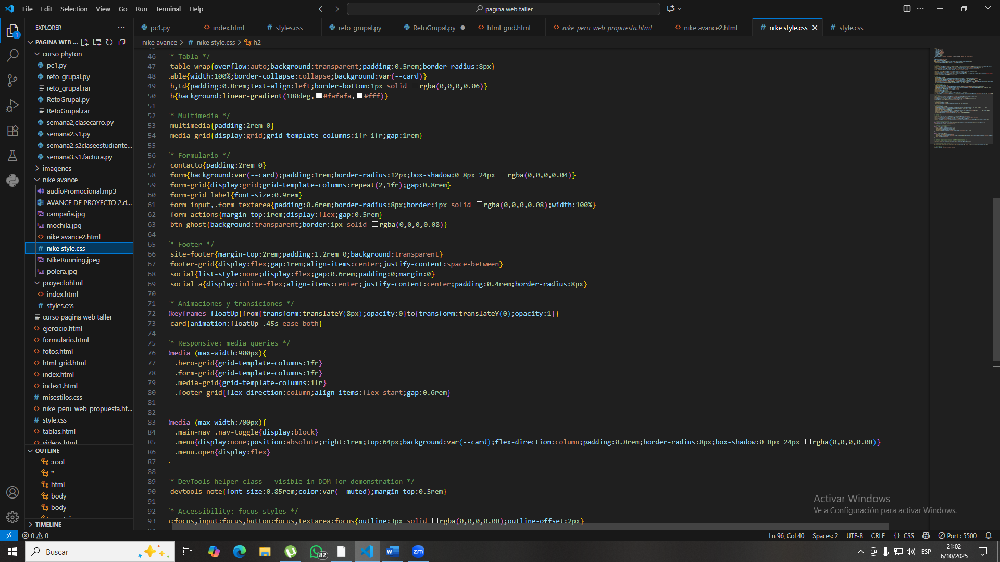 File Edit Selection View Go Run Terminal Help
pagina web taller
EXPLORER
PAGINA WEB ...
curso phyton
pc1.py
reto_grupal.py
reto_grupal.rar
RetoGrupal.py
RetoGrupal.rar
semana2,clasecarro.py
semana2.s1.py
semana2.s2claseestudiante...
semana3.s1.factura.py
imagenes
nike avance
audioPromocional.mp3
AVANCE DE PROYECTO 2.d...
campaña.jpg
mochila.jpg
nike avance2.html
nike style.css
NikeRunning.jpeg
polera.jpg
proyectohtml
index.html
styles.css
curso pagina web taller
ejercicio.html
formulario.html
fotos.html
html-grid.html
index.html
index1.html
misestilos.css
nike_peru_web_propuesta.ht...
style.css
tablas.html
videos.html
OUTLINE
:root
*
html
body
body
.container
TIMELINE
pc1.py index.html styles.css reto_grupal.py RetoGrupal.py html-grid.html nike_peru_web_propuesta.html nike avance2.html nike style.css style.css
nike avance > nike style.css > h2
46 * Tabla */
47 table-wrap{overflow:auto;background:transparent;padding:0.5rem;border-radius:8px}
48 able{width:100%;border-collapse:collapse;background:var(--card)}
49 h,td{padding:0.8rem;text-align:left;border-bottom:1px solid rgba(0,0,0,0.06)}
50 h{background:linear-gradient(180deg,#fafafa,#fff)}
51
52 * Multimedia */
53 multimedia{padding:2rem 0}
54 media-grid{display:grid;grid-template-columns:1fr 1fr;gap:1rem}
55
56 * Formulario */
57 contacto{padding:2rem 0}
58 form{background:var(--card);padding:1rem;border-radius:12px;box-shadow:0 8px 24px rgba(0,0,0,0.04)}
59 form-grid{display:grid;grid-template-columns:repeat(2,1fr);gap:0.8rem}
60 form-grid label{font-size:0.9rem}
61 form input,.form textarea{padding:0.6rem;border-radius:8px;border:1px solid rgba(0,0,0,0.08);width:100%}
62 form-actions{margin-top:1rem;display:flex;gap:0.5rem}
63 btn-ghost{background:transparent;border:1px solid rgba(0,0,0,0.08)}
64
65 * Footer */
66 site-footer{margin-top:2rem;padding:1.2rem 0;background:transparent}
67 footer-grid{display:flex;gap:1rem;align-items:center;justify-content:space-between}
68 social{list-style:none;display:flex;gap:0.6rem;padding:0;margin:0}
69 social a{display:inline-flex;align-items:center;justify-content:center;padding:0.4rem;border-radius:8px}
70
71 * Animaciones y transiciones */
72 keyframes floatUp{from{transform:translateY(8px);opacity:0}to{transform:translateY(0);opacity:1}}
73 card{animation:floatUp .45s ease both}
74
75 * Responsive: media queries */
76 media (max-width:900px){
77 .hero-grid{grid-template-columns:1fr}
78 .form-grid{grid-template-columns:1fr}
79 .media-grid{grid-template-columns:1fr}
80 .footer-grid{flex-direction:column;align-items:flex-start;gap:0.6rem}
81
82
83 media (max-width:700px){
84 .main-nav .nav-toggle{display:block}
85 .menu{display:none;position:absolute;right:1rem;top:64px;background:var(--card);flex-direction:column;padding:0.8rem;border-radius:8px;box-shadow:0 8px 24px rgba(0,0,0,0.08)}
86 .menu.open{display:flex}
87
88
89 * DevTools helper class - visible in DOM for demonstration */
90 devtools-note{font-size:0.85rem;color:var(--muted);margin-top:0.5rem}
91
92 * Accessibility: focus styles */
93 :focus,input:focus,button:focus,textarea:focus{outline:3px solid rgba(0,0,0,0.08);outline-offset:2px}
Activar Windows
Ve a Configuración para activar Windows.
0 0 Ln 96, Col 40 Spaces: 2 UTF-8 CRLF {} CSS Port : 5500
Buscar
82
ESP
21:02
6/10/2025